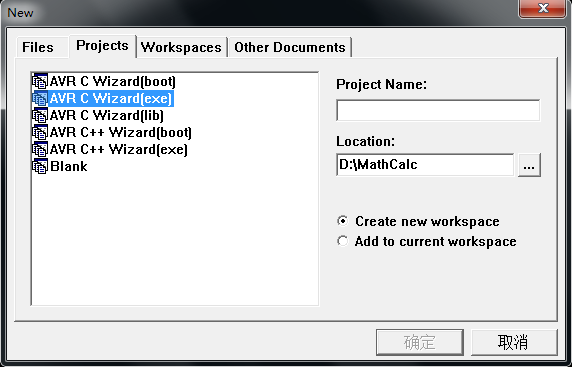 New
Files Projects Workspaces Other Documents
AVR C Wizard(boot)
AVR C Wizard(exe)
AVR C Wizard(lib)
AVR C++ Wizard(boot)
AVR C++ Wizard(exe)
Blank
Project Name:
Location:
D:\MathCalc ...
Create new workspace
Add to current workspace
确定 取消